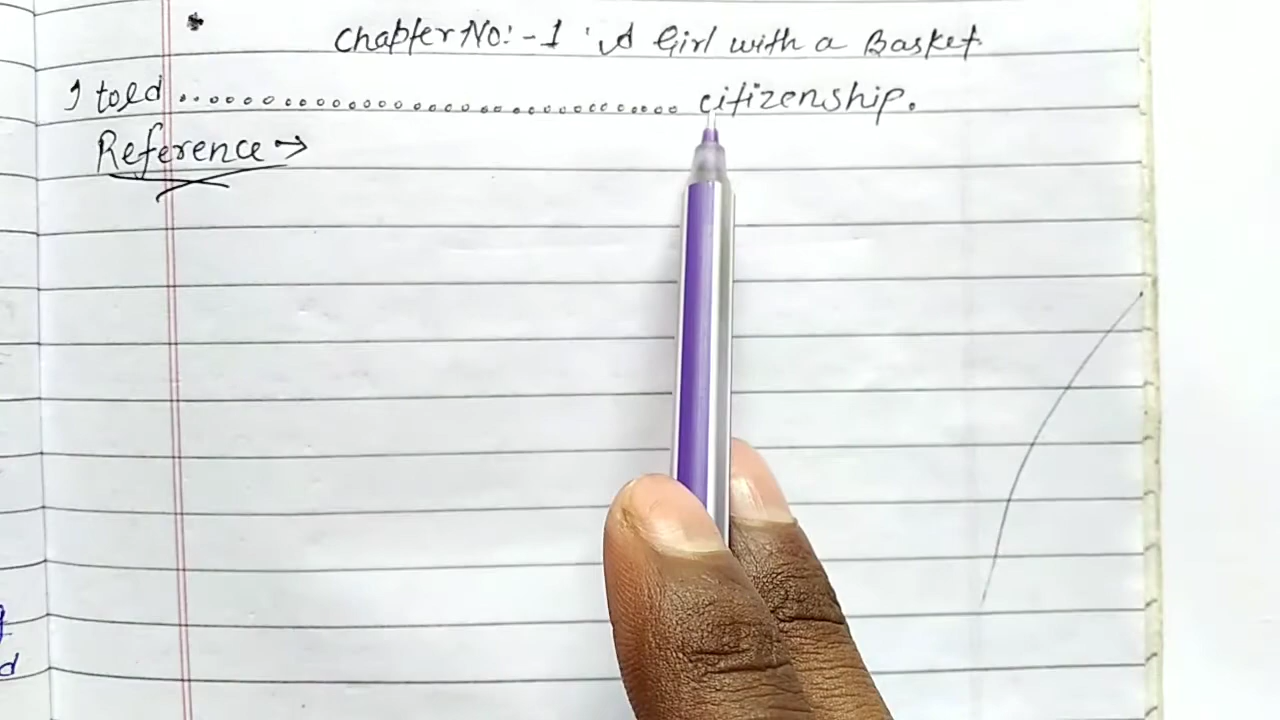 Chapter No:-1 'A Girl with a Basket
I told ........................................ citizenship.
Reference →
d